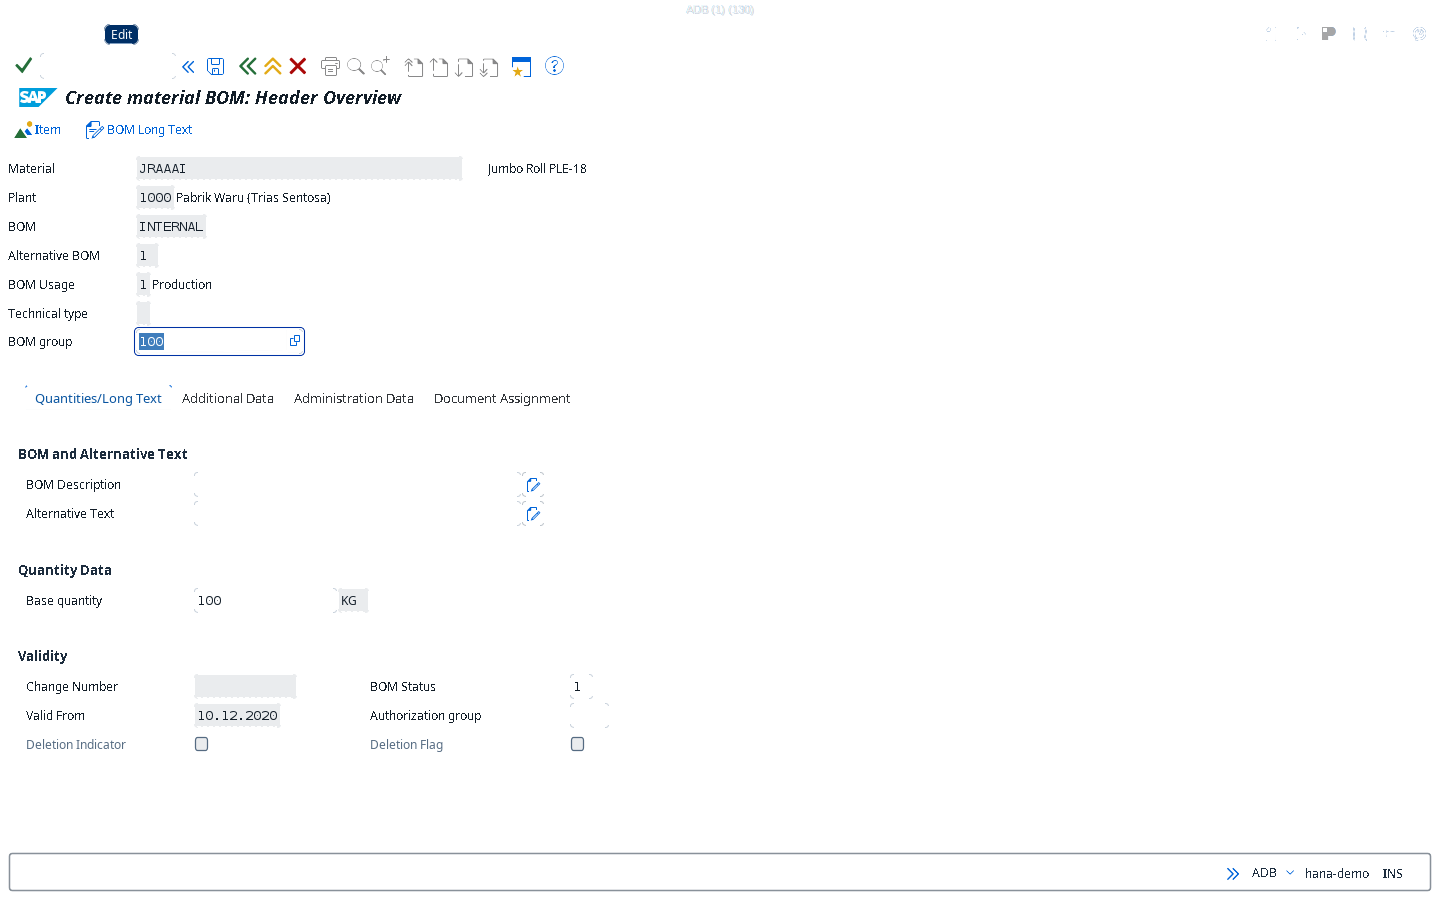 ADB (1) (130)
Edit
SAP Create material BOM: Header Overview
Item BOM Long Text
Material JRAAAI Jumbo Roll PLE-18
Plant 1000 Pabrik Waru (Trias Sentosa)
BOM INTERNAL
Alternative BOM 1
BOM Usage 1 Production
Technical type
BOM group 100
Quantities/Long Text Additional Data Administration Data Document Assignment
BOM and Alternative Text
BOM Description
Alternative Text
Quantity Data
Base quantity 100 KG
Validity
Change Number BOM Status 1
Valid From 10.12.2020 Authorization group
Deletion Indicator Deletion Flag
ADB hana-demo INS